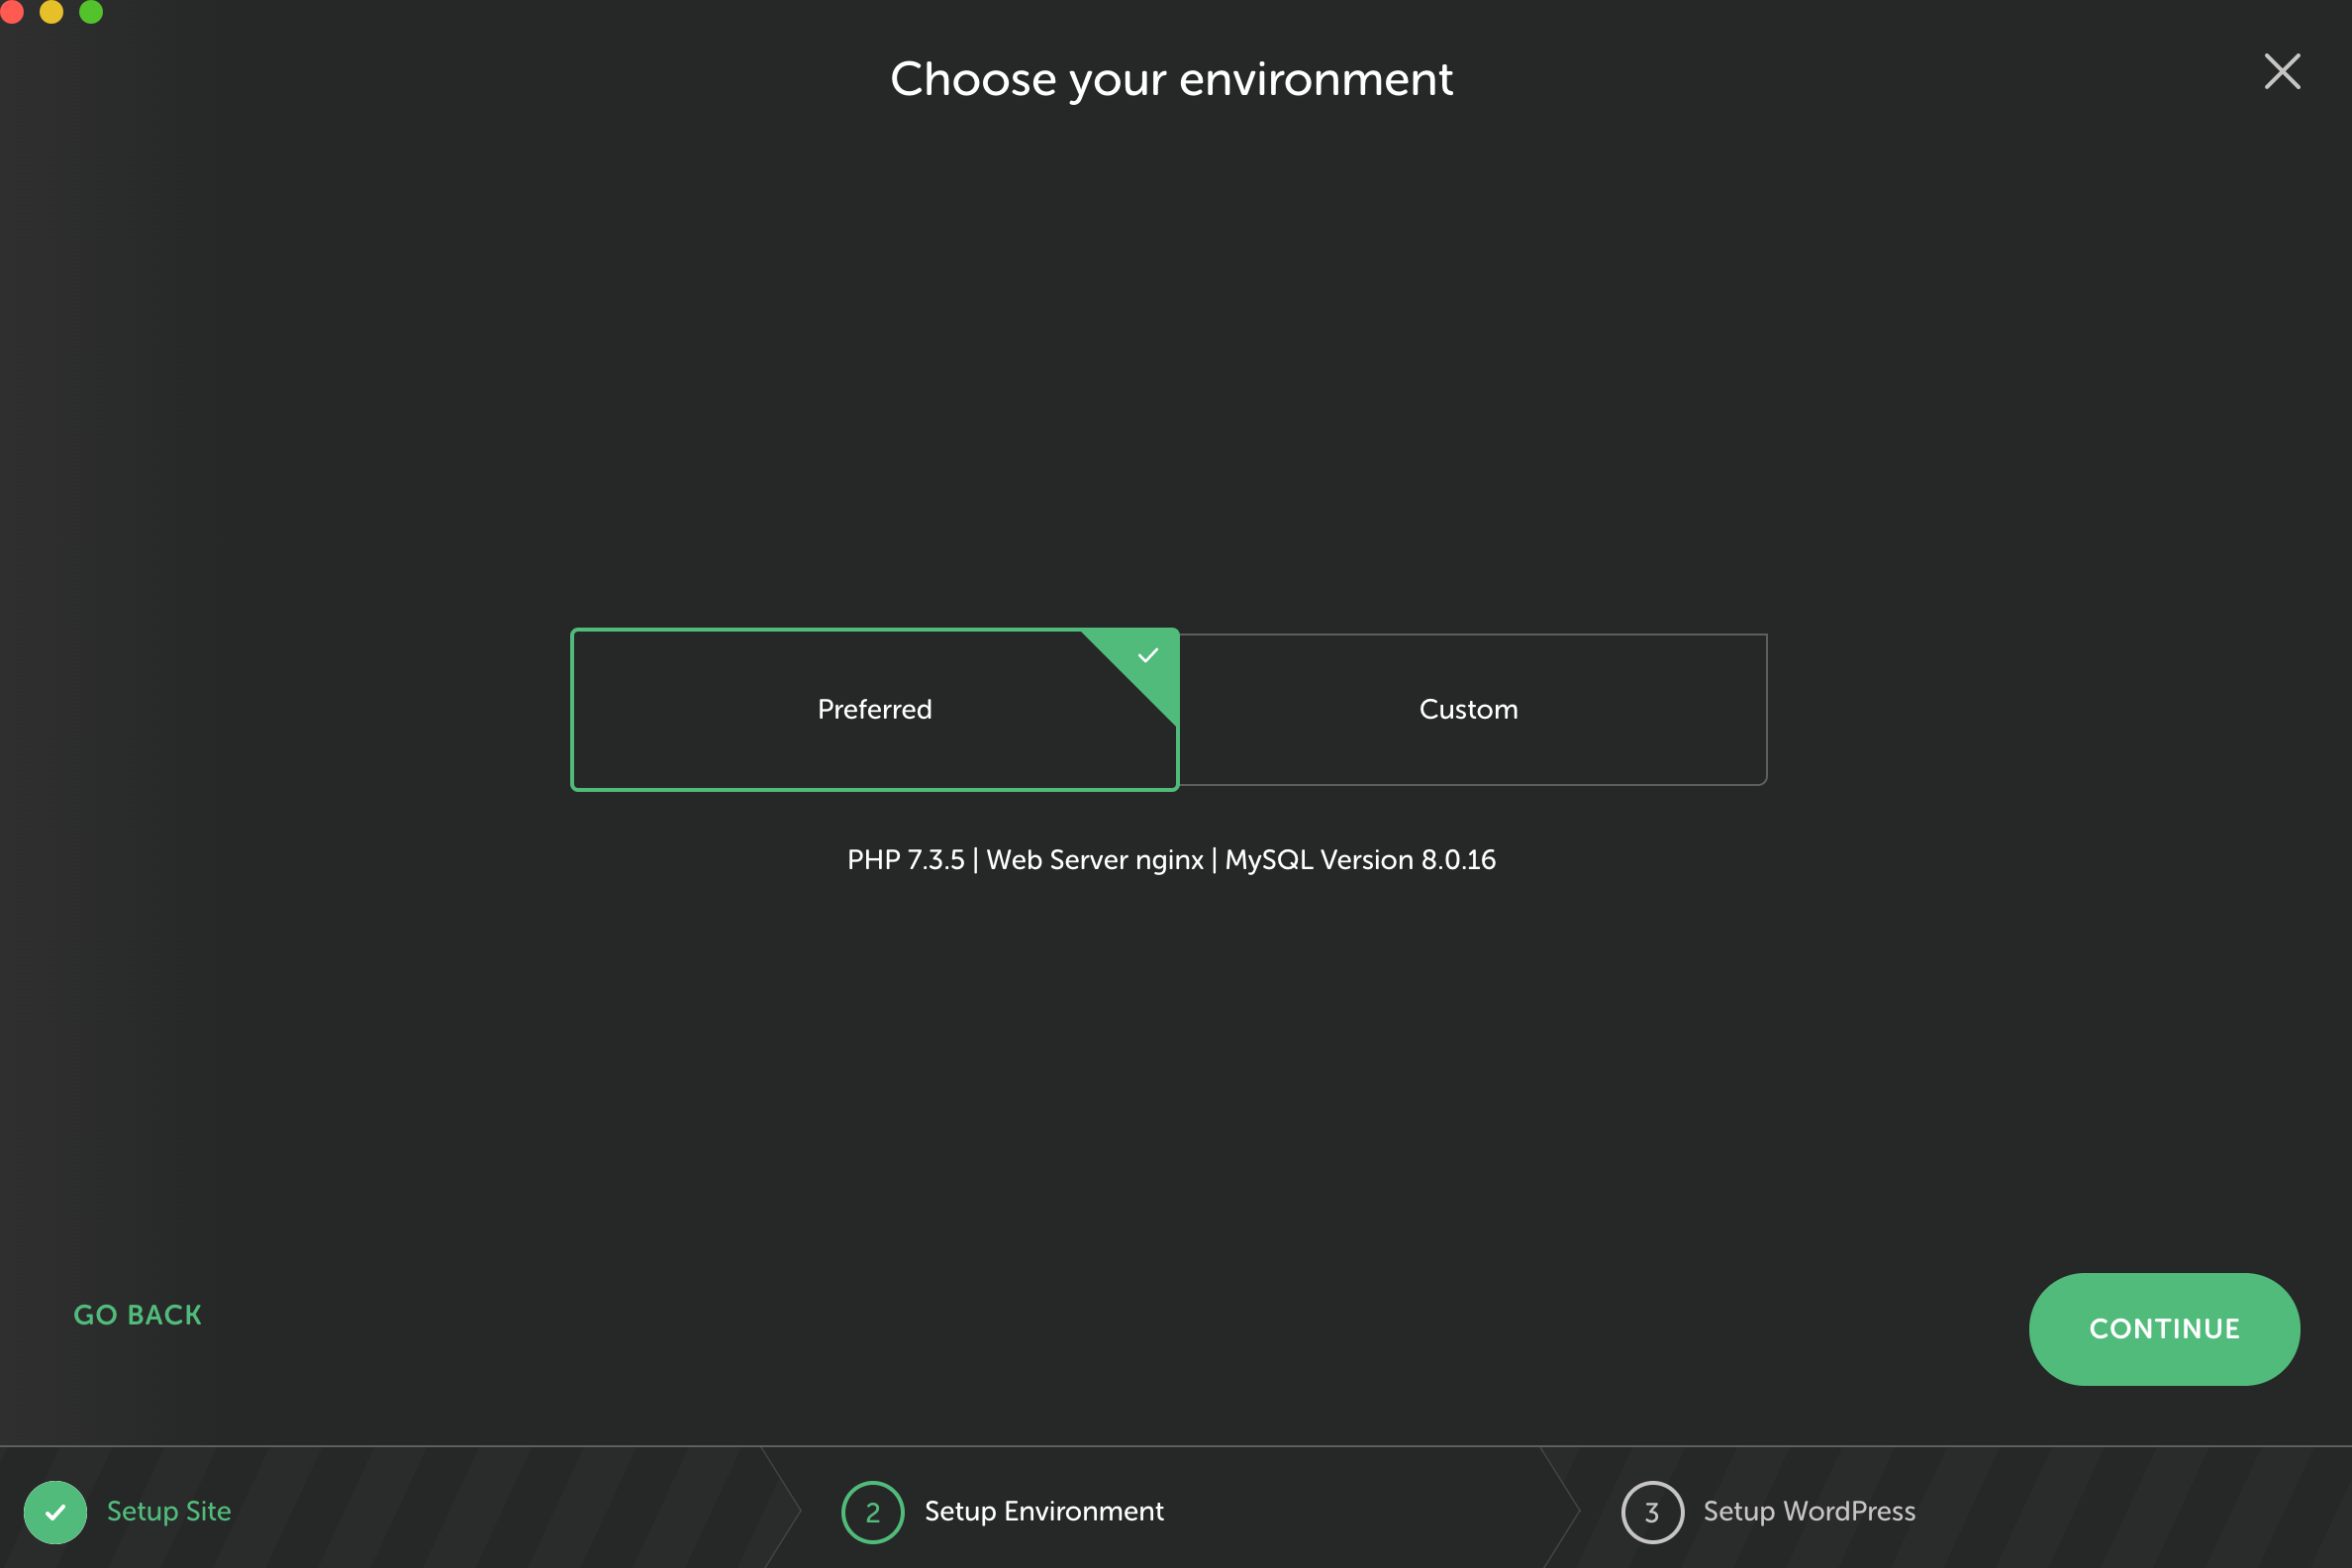 Choose your environment
Preferred
Custom
PHP 7.3.5 | Web Server nginx | MySQL Version 8.0.16
GO BACK
CONTINUE
Setup Site
2 Setup Environment
3 Setup WordPress